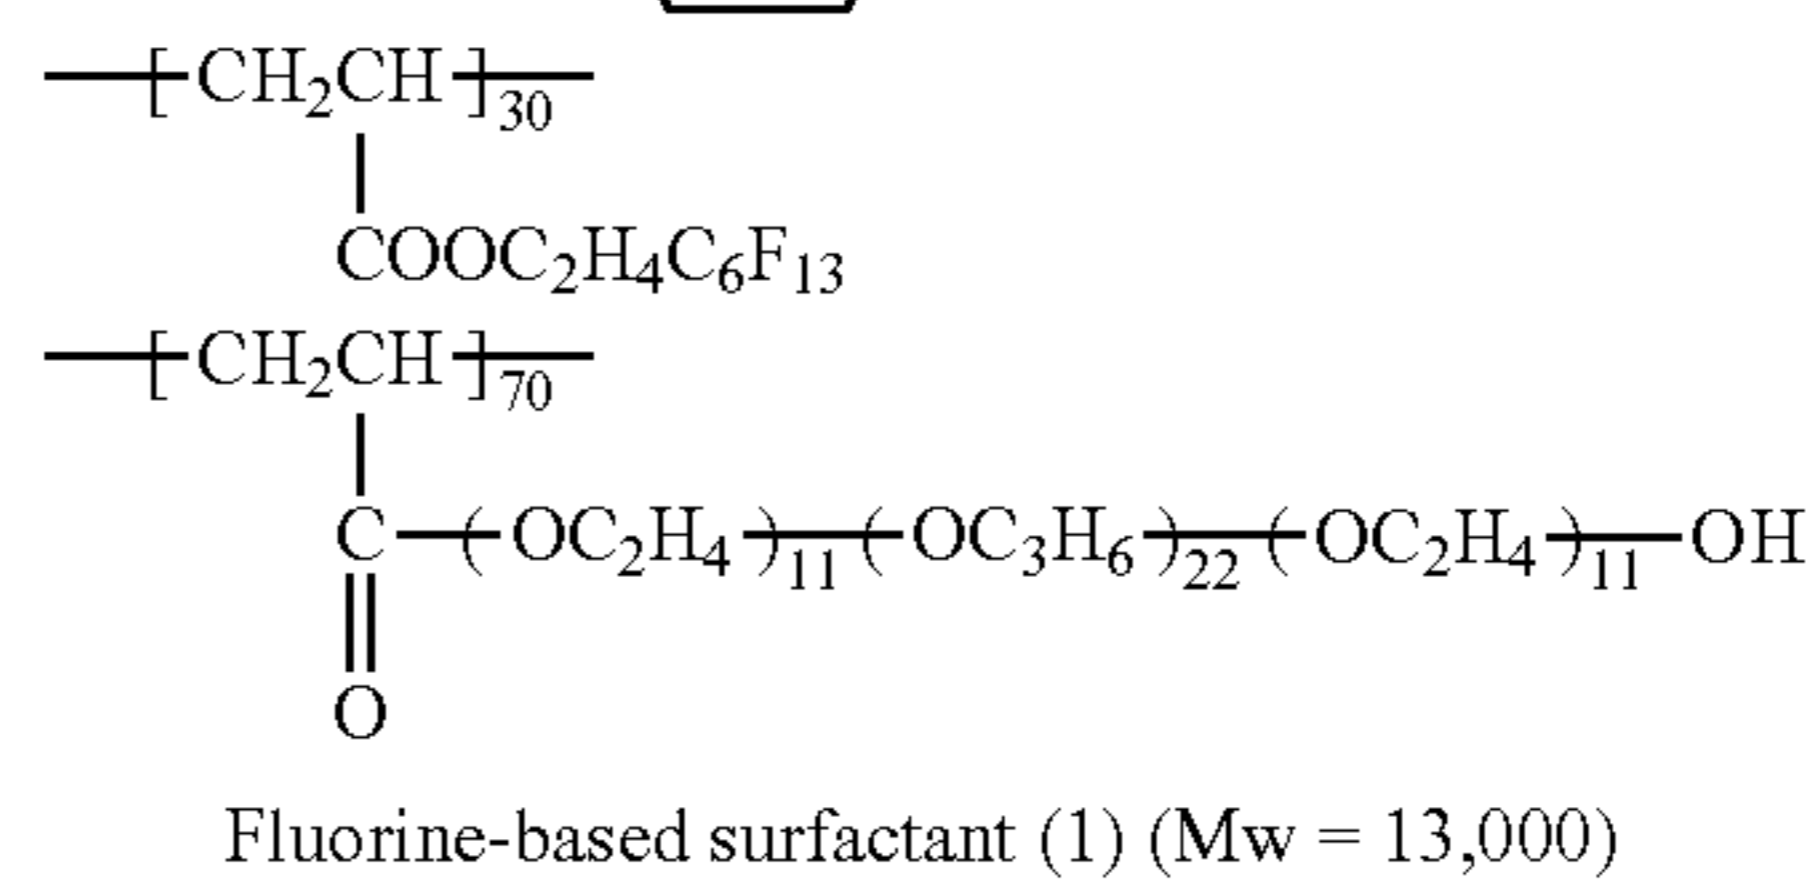 [CH₂CH]₃₀
COOC₂H₄C₆F₁₃
[CH₂CH]₇₀
C—(OC₂H₄)₁₁—(OC₃H₆)₂₂—(OC₂H₄)₁₁—OH
O
Fluorine-based surfactant (1) (Mw = 13,000)